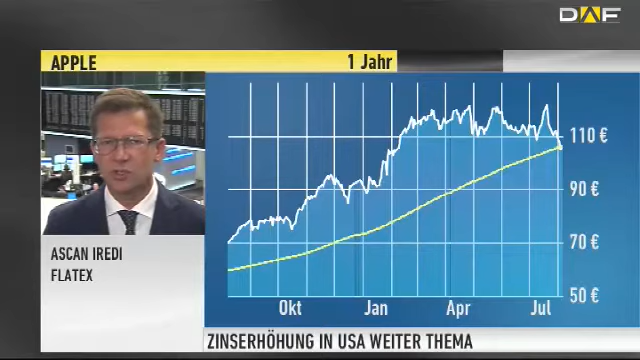 DAF
APPLE
1 Jahr
110 €
90 €
70 €
50 €
Okt
Jan
Apr
Jul
ASCAN IREDI
FLATEX
ZINSERHÖHUNG IN USA WEITER THEMA